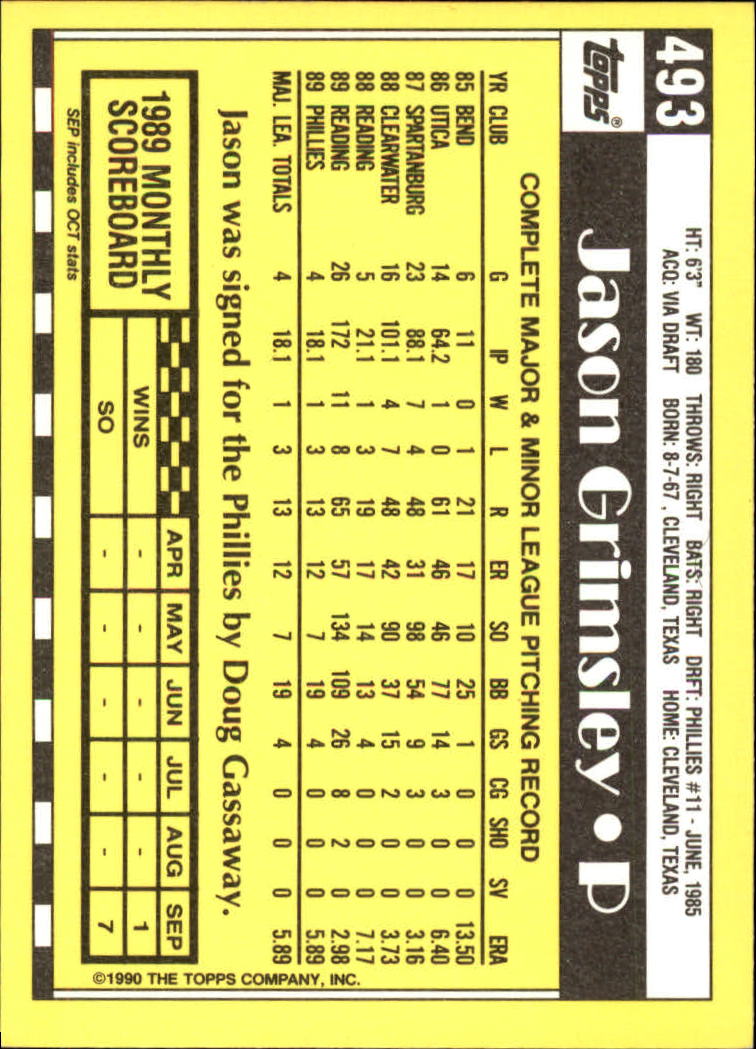 493
topps®
HT: 6'3" WT: 180 THROWS: RIGHT BATS: RIGHT DRFT: PHILLIES #11 - JUNE, 1985
ACQ: VIA DRAFT BORN: 8-7-67, CLEVELAND, TEXAS HOME: CLEVELAND, TEXAS
Jason Grimsley • P
COMPLETE MAJOR & MINOR LEAGUE PITCHING RECORD
YR CLUB G IP W L R ER SO BB GS CG SHO SV ERA
85 BEND 6 11 0 1 21 17 10 25 1 0 0 0 13.50
86 UTICA 14 64.2 1 0 61 46 46 77 14 3 0 0 6.40
87 SPARTANBURG 23 88.1 7 4 48 31 98 54 9 3 0 0 3.16
88 CLEARWATER 16 101.1 4 7 48 42 90 37 15 2 0 0 3.73
88 READING 5 21.1 1 3 19 17 14 13 4 0 0 0 7.17
89 READING 26 172 11 8 65 57 134 109 26 8 2 0 2.98
89 PHILLIES 4 18.1 1 3 13 12 7 19 4 0 0 0 5.89
MAJ. LEA. TOTALS 4 18.1 1 3 13 12 7 19 4 0 0 0 5.89
Jason was signed for the Phillies by Doug Gassaway.
1989 MONTHLY
SCOREBOARD
APR MAY JUN JUL AUG SEP
WINS - - - - - 1
SO - - - - - 7
SEP includes OCT stats
©1990 THE TOPPS COMPANY, INC.